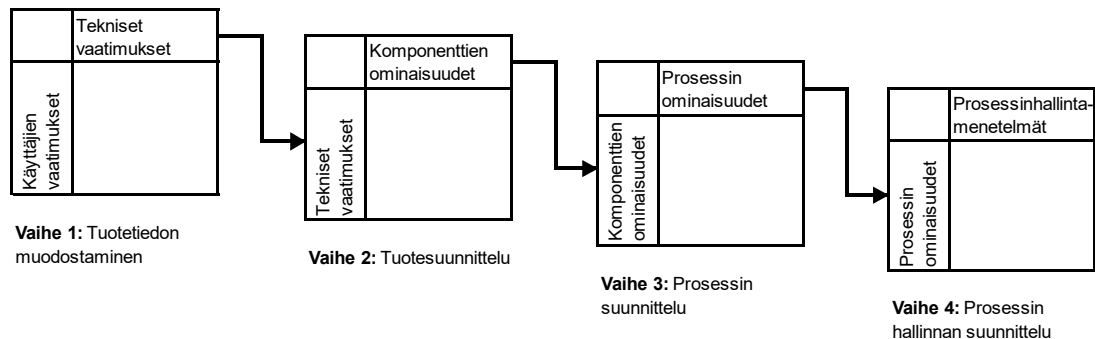 Tekniset
vaatimukset
Käyttäjien
vaatimukset
Vaihe 1: Tuotetiedon
muodostaminen
Komponenttien
ominaisuudet
Tekniset
vaatimukset
Vaihe 2: Tuotesuunnittelu
Prosessin
ominaisuudet
Komponenttien
ominaisuudet
Vaihe 3: Prosessin
suunnittelu
Prosessinhallinta-
menetelmät
Prosessin
ominaisuudet
Vaihe 4: Prosessin
hallinnan suunnittelu